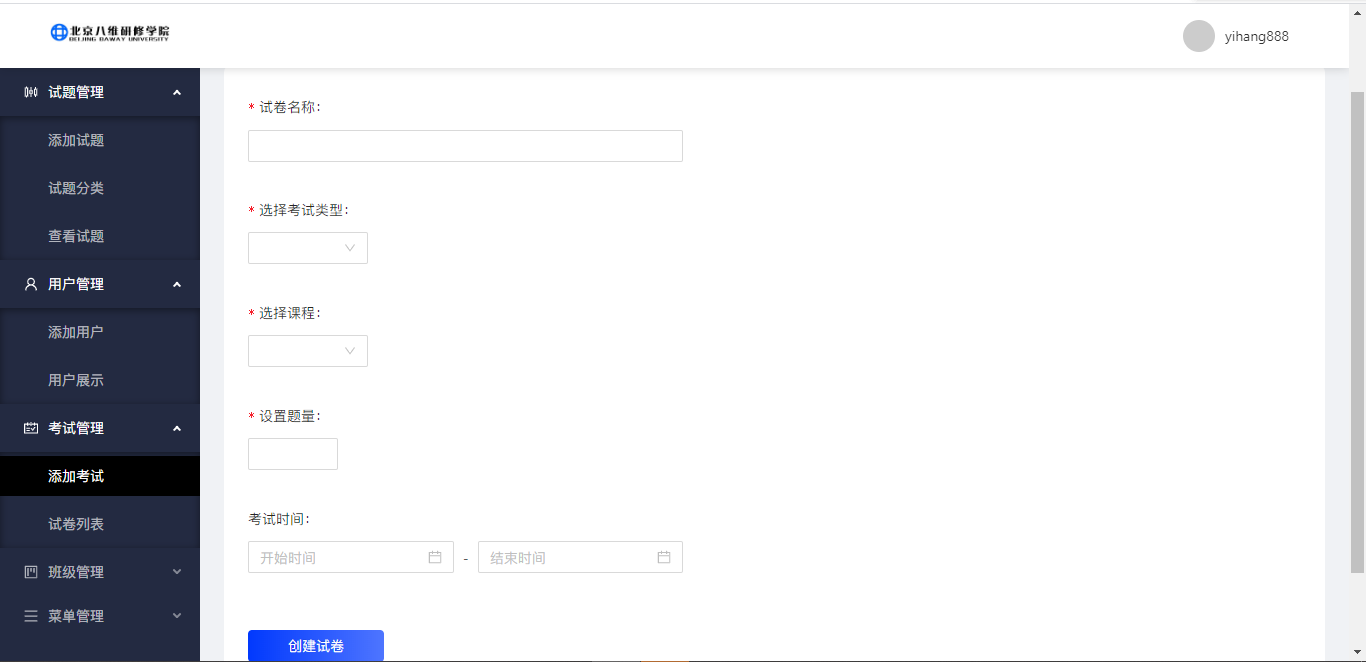 北京八维研修学院
BEIJING BAWAY UNIVERSITY
yihang888
试题管理
添加试题
试题分类
查看试题
用户管理
添加用户
用户展示
考试管理
添加考试
试卷列表
班级管理
菜单管理
* 试卷名称:
* 选择考试类型:
* 选择课程:
* 设置题量:
考试时间:
开始时间 - 结束时间
创建试卷